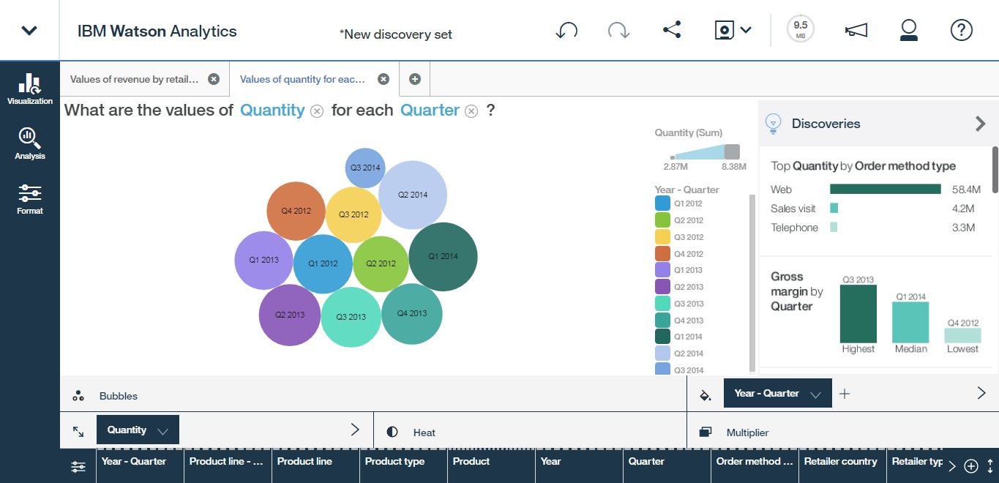 IBM Watson Analytics
*New discovery set
9.5
MB
Visualization
Analysis
Format
Values of revenue by retail...
Values of quantity for eac...
What are the values of Quantity for each Quarter ?
Q3 2014
Q2 2014
Q4 2012
Q3 2012
Q1 2013
Q1 2012
Q2 2012
Q1 2014
Q2 2013
Q3 2013
Q4 2013
Quantity (Sum)
2.87M 8.38M
Year - Quarter
Q1 2012
Q2 2012
Q3 2012
Q4 2012
Q1 2013
Q2 2013
Q3 2013
Q4 2013
Q1 2014
Q2 2014
Q3 2014
Discoveries
Top Quantity by Order method type
Web 58.4M
Sales visit 4.2M
Telephone 3.3M
Gross
margin by
Quarter
Q3 2013
Q1 2014
Q4 2012
Highest Median Lowest
Bubbles
Year - Quarter
Quantity
Heat
Multiplier
Year - Quarter
Product line - ...
Product line
Product type
Product
Year
Quarter
Order method ...
Retailer country
Retailer typ